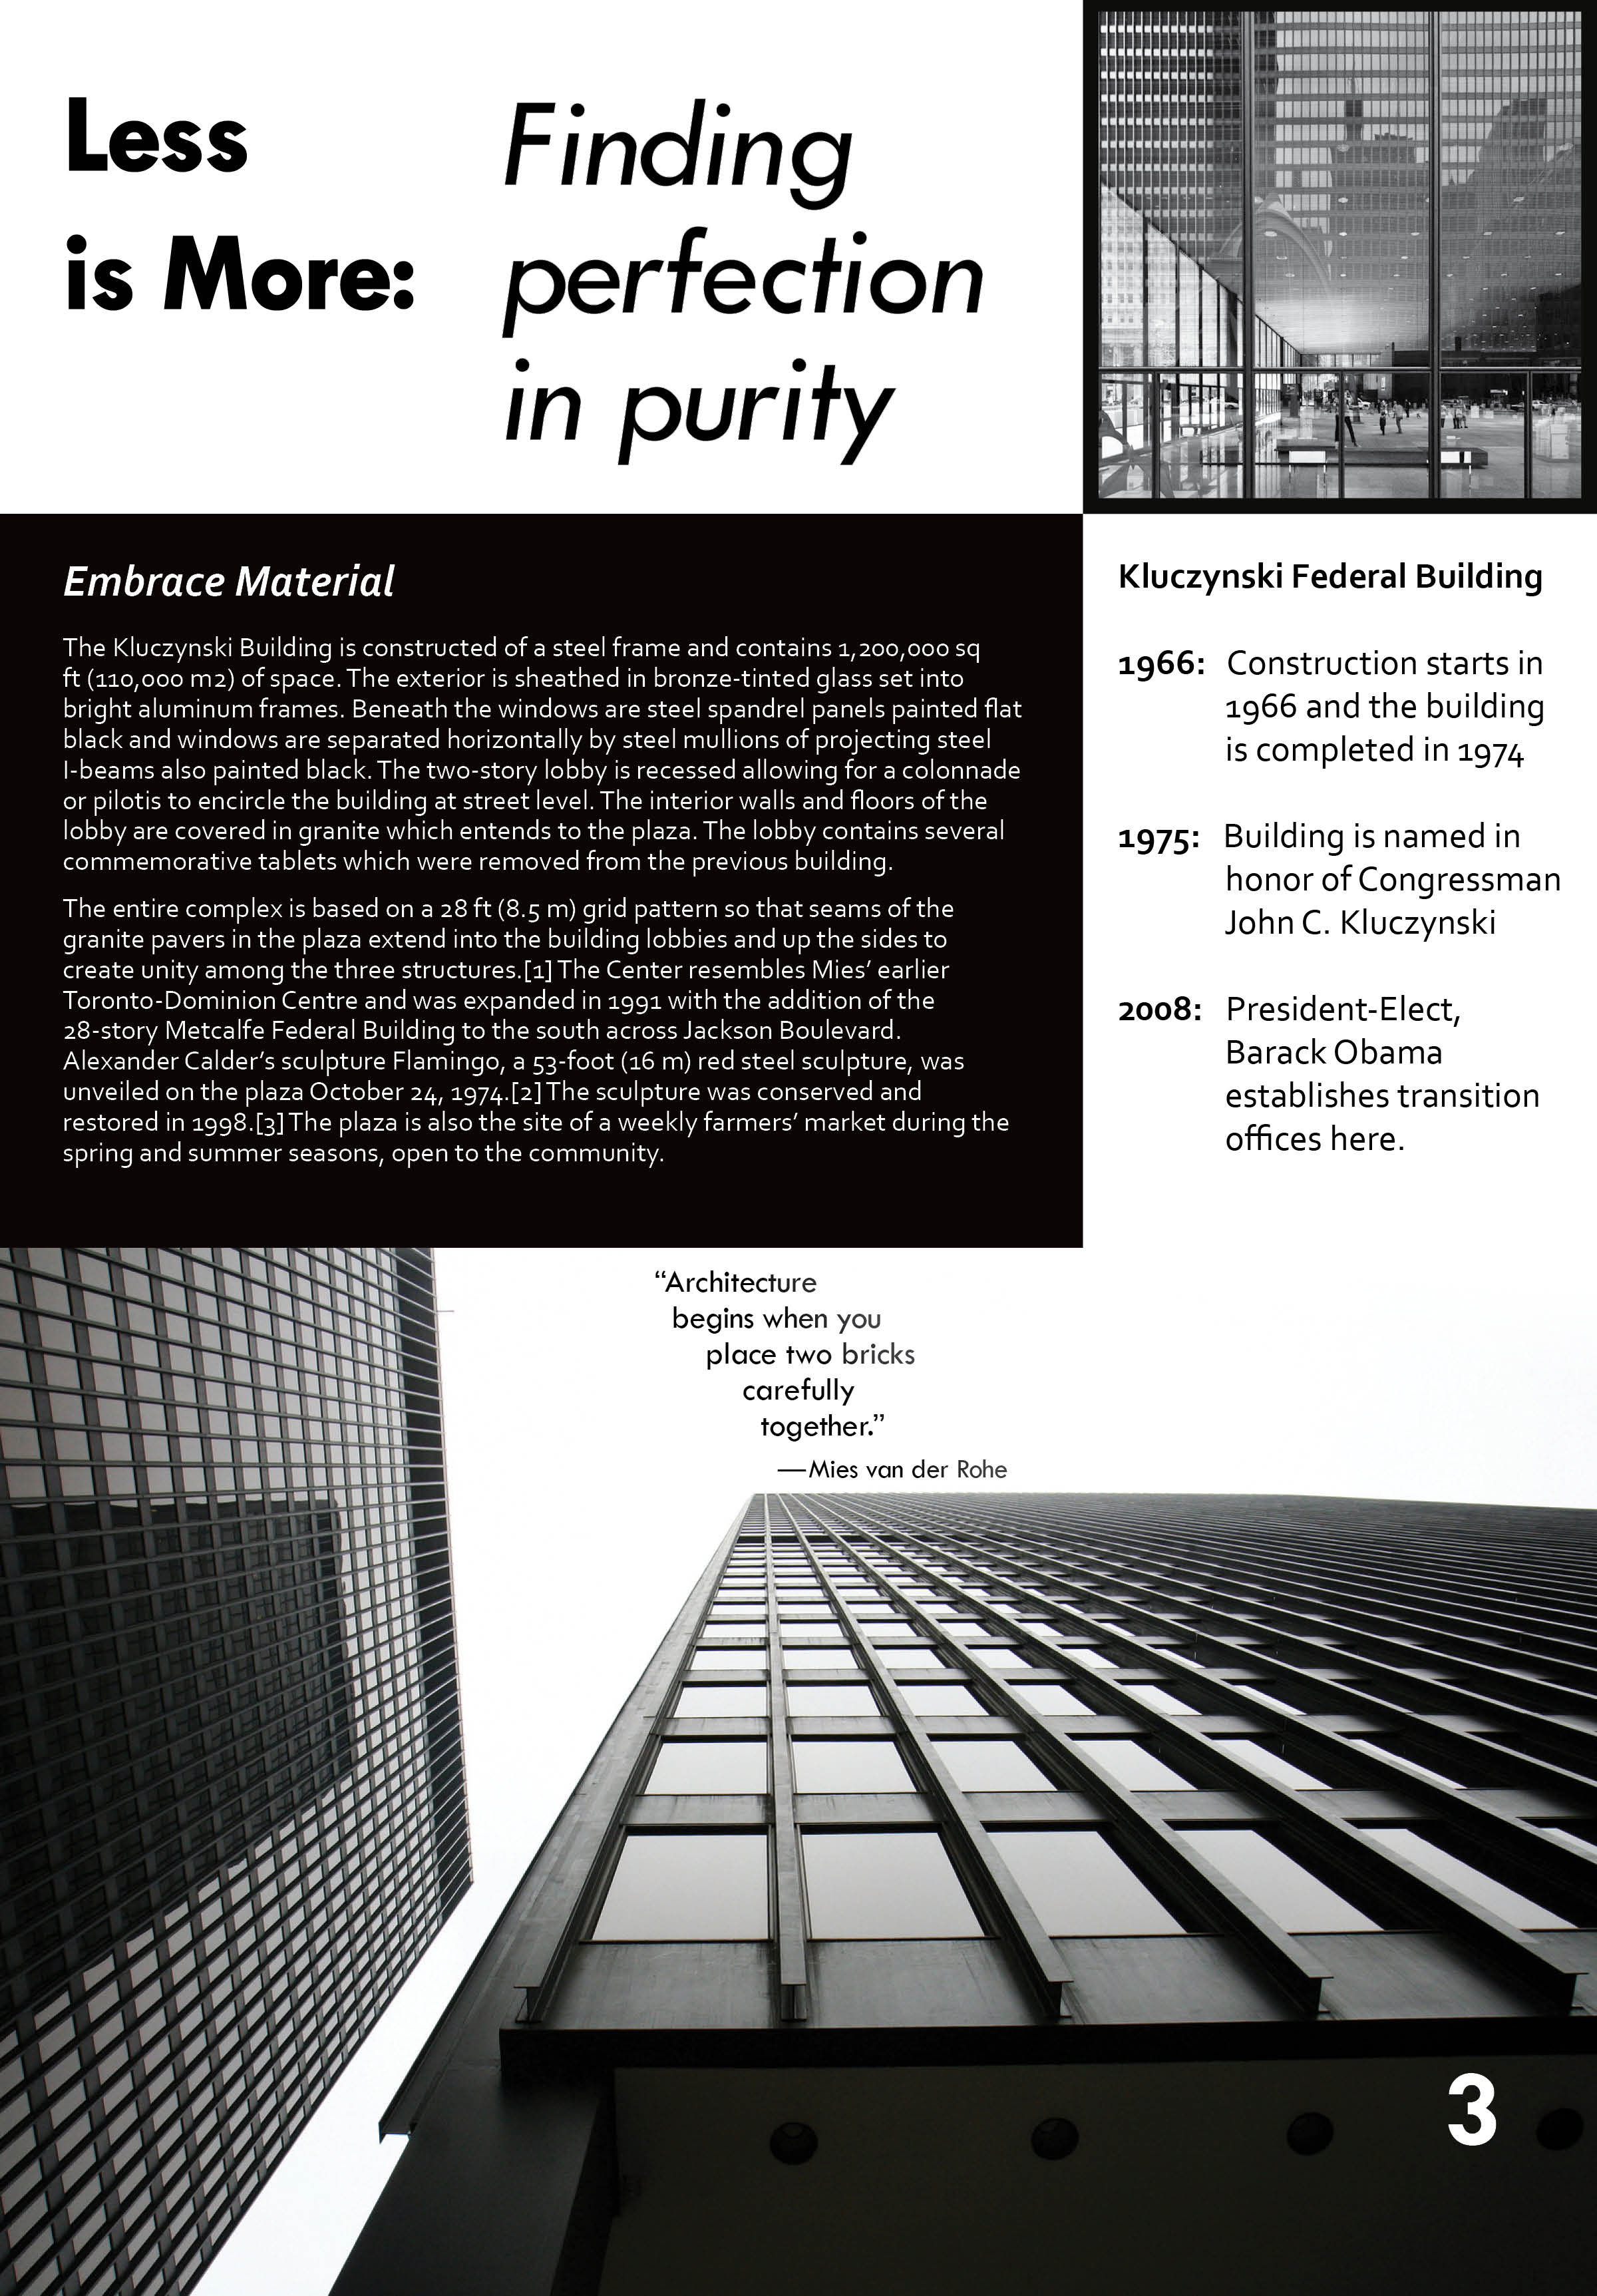 Less
is More:
Finding
perfection
in purity
Embrace Material
The Kluczynski Building is constructed of a steel frame and contains 1,200,000 sq
ft (110,000 m2) of space. The exterior is sheathed in bronze-tinted glass set into
bright aluminum frames. Beneath the windows are steel spandrel panels painted flat
black and windows are separated horizontally by steel mullions of projecting steel
I-beams also painted black. The two-story lobby is recessed allowing for a colonnade
or pilotis to encircle the building at street level. The interior walls and floors of the
lobby are covered in granite which entends to the plaza. The lobby contains several
commemorative tablets which were removed from the previous building.
The entire complex is based on a 28 ft (8.5 m) grid pattern so that seams of the
granite pavers in the plaza extend into the building lobbies and up the sides to
create unity among the three structures.[1] The Center resembles Mies’ earlier
Toronto-Dominion Centre and was expanded in 1991 with the addition of the
28-story Metcalfe Federal Building to the south across Jackson Boulevard.
Alexander Calder’s sculpture Flamingo, a 53-foot (16 m) red steel sculpture, was
unveiled on the plaza October 24, 1974.[2] The sculpture was conserved and
restored in 1998.[3] The plaza is also the site of a weekly farmers’ market during the
spring and summer seasons, open to the community.
Kluczynski Federal Building
1966: Construction starts in
1966 and the building
is completed in 1974
1975: Building is named in
honor of Congressman
John C. Kluczynski
2008: President-Elect,
Barack Obama
establishes transition
offices here.
“Architecture
begins when you
place two bricks
carefully
together.”
—Mies van der Rohe
3